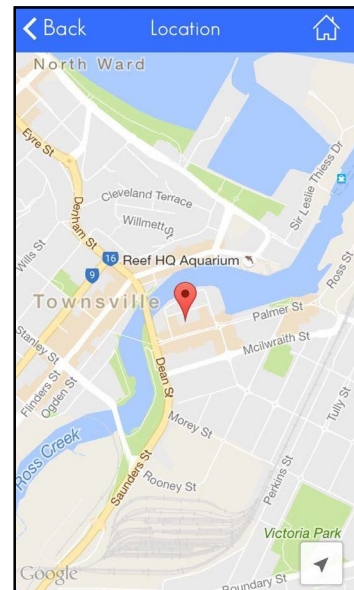 Back
Location
North Ward
Eyre St
Denham St
Cleveland Terrace
Willmett St
Sir Leslie Thiess Dr
Ross St
Wills St
16
Reef HQ Aquarium
9
Townsville
Palmer St
Mcilwraith St
Stanley St
Flinders St
Ogden St
Dean St
Tully St
Ross Creek
Morey St
Saunders St
Rooney St
Perkins St
Victoria Park
Google
Boundary St